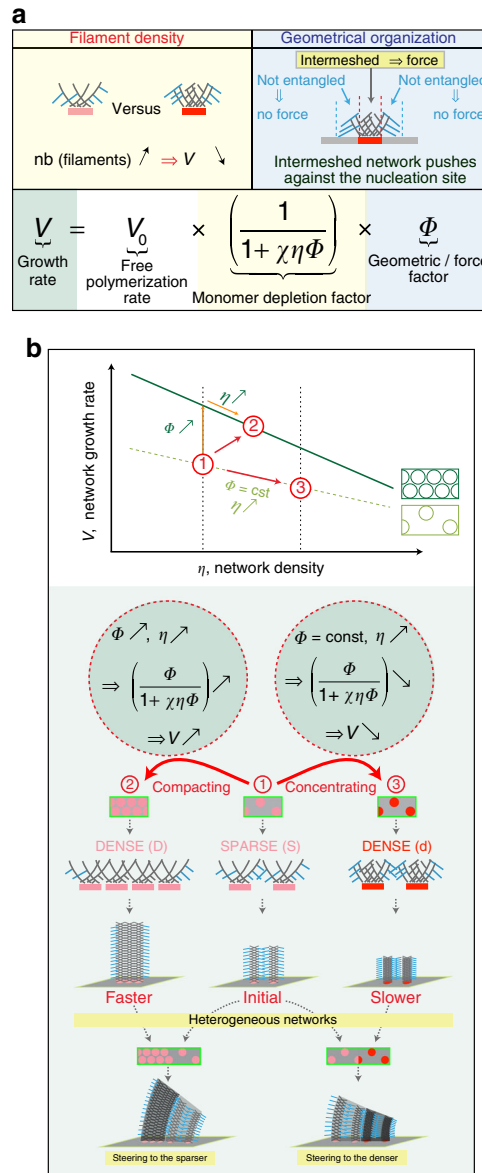 a
Filament density
Geometrical organization
Intermeshed ⇒ force
Not entangled
Not entangled
⇓
⇓
no force
no force
Versus
nb (filaments) ↗ ⇒ V ↘
Intermeshed network pushes
against the nucleation site
V = V0 × (1 / (1+ χηΦ)) × Φ
Growth
rate
Free
polymerization
rate
Monomer depletion factor
Geometric / force
factor
b
V, network growth rate
η ↗
Φ ↗
1
2
3
Φ = cst
η ↗
η, network density
Φ ↗, η ↗
⇒ (Φ / (1+ χηΦ)) ↗
⇒ V ↗
Φ = const, η ↗
⇒ (Φ / (1+ χηΦ)) ↘
⇒ V ↘
2 Compacting 1 Concentrating 3
DENSE (D) SPARSE (S) DENSE (d)
Faster Initial Slower
Heterogeneous networks
Steering to the sparser
Steering to the denser